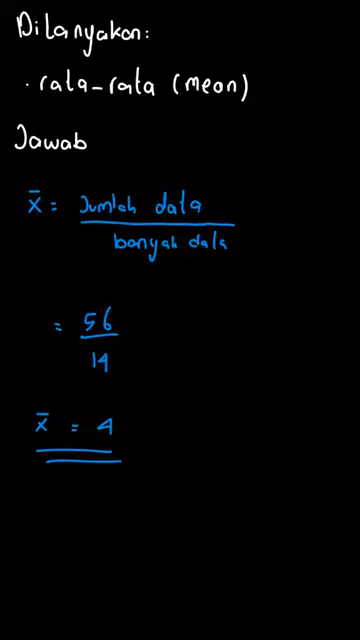 Ditanyakan:
· rata-rata (mean)
Jawab
x̄ = Jumlah data
banyak data
= 56
14
x̄ = 4